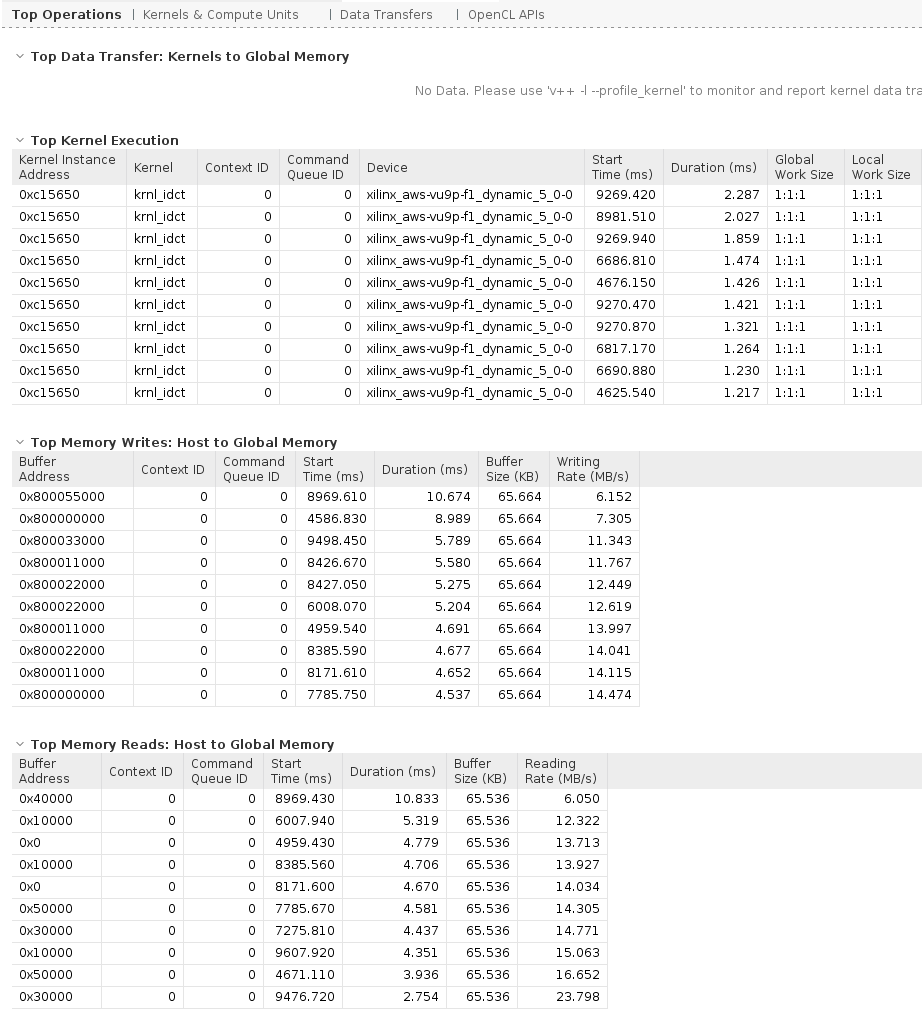 Top Operations | Kernels & Compute Units | Data Transfers | OpenCL APIs
Top Data Transfer: Kernels to Global Memory
No Data. Please use 'v++ -l --profile_kernel' to monitor and report kernel data tra
Top Kernel Execution
Kernel Instance Address Kernel Context ID Command Queue ID Device Start Time (ms) Duration (ms) Global Work Size Local Work Size
0xc15650 krnl_idct 0 0 xilinx_aws-vu9p-f1_dynamic_5_0-0 9269.420 2.287 1:1:1 1:1:1
0xc15650 krnl_idct 0 0 xilinx_aws-vu9p-f1_dynamic_5_0-0 8981.510 2.027 1:1:1 1:1:1
0xc15650 krnl_idct 0 0 xilinx_aws-vu9p-f1_dynamic_5_0-0 9269.940 1.859 1:1:1 1:1:1
0xc15650 krnl_idct 0 0 xilinx_aws-vu9p-f1_dynamic_5_0-0 6686.810 1.474 1:1:1 1:1:1
0xc15650 krnl_idct 0 0 xilinx_aws-vu9p-f1_dynamic_5_0-0 4676.150 1.426 1:1:1 1:1:1
0xc15650 krnl_idct 0 0 xilinx_aws-vu9p-f1_dynamic_5_0-0 9270.470 1.421 1:1:1 1:1:1
0xc15650 krnl_idct 0 0 xilinx_aws-vu9p-f1_dynamic_5_0-0 9270.870 1.321 1:1:1 1:1:1
0xc15650 krnl_idct 0 0 xilinx_aws-vu9p-f1_dynamic_5_0-0 6817.170 1.264 1:1:1 1:1:1
0xc15650 krnl_idct 0 0 xilinx_aws-vu9p-f1_dynamic_5_0-0 6690.880 1.230 1:1:1 1:1:1
0xc15650 krnl_idct 0 0 xilinx_aws-vu9p-f1_dynamic_5_0-0 4625.540 1.217 1:1:1 1:1:1
Top Memory Writes: Host to Global Memory
Buffer Address Context ID Command Queue ID Start Time (ms) Duration (ms) Buffer Size (KB) Writing Rate (MB/s)
0x800055000 0 0 8969.610 10.674 65.664 6.152
0x800000000 0 0 4586.830 8.989 65.664 7.305
0x800033000 0 0 9498.450 5.789 65.664 11.343
0x800011000 0 0 8426.670 5.580 65.664 11.767
0x800022000 0 0 8427.050 5.275 65.664 12.449
0x800022000 0 0 6008.070 5.204 65.664 12.619
0x800011000 0 0 4959.540 4.691 65.664 13.997
0x800022000 0 0 8385.590 4.677 65.664 14.041
0x800011000 0 0 8171.610 4.652 65.664 14.115
0x800000000 0 0 7785.750 4.537 65.664 14.474
Top Memory Reads: Host to Global Memory
Buffer Address Context ID Command Queue ID Start Time (ms) Duration (ms) Buffer Size (KB) Reading Rate (MB/s)
0x40000 0 0 8969.430 10.833 65.536 6.050
0x10000 0 0 6007.940 5.319 65.536 12.322
0x0 0 0 4959.430 4.779 65.536 13.713
0x10000 0 0 8385.560 4.706 65.536 13.927
0x0 0 0 8171.600 4.670 65.536 14.034
0x50000 0 0 7785.670 4.581 65.536 14.305
0x30000 0 0 7275.810 4.437 65.536 14.771
0x10000 0 0 9607.920 4.351 65.536 15.063
0x50000 0 0 4671.110 3.936 65.536 16.652
0x30000 0 0 9476.720 2.754 65.536 23.798